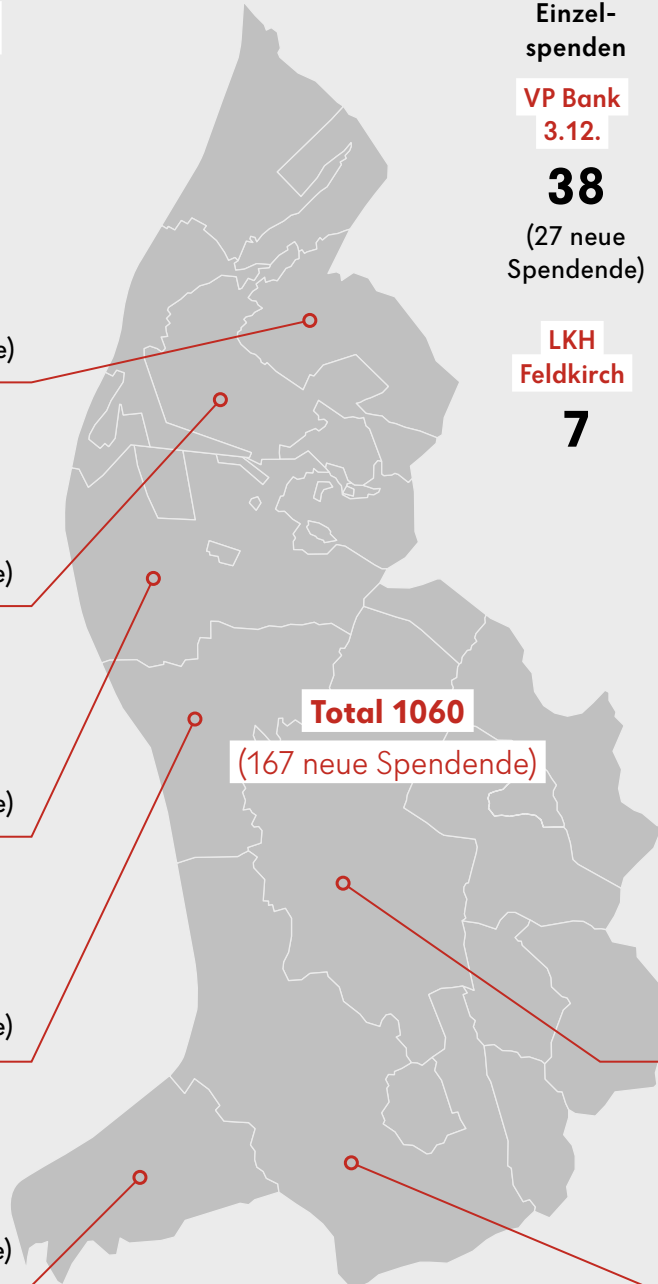 Einzel-
spenden
VP Bank
3.12.
38
(27 neue
Spendende)
LKH
Feldkirch
7
e)
e)
Total 1060
(167 neue Spendende)
e)
e)
e)